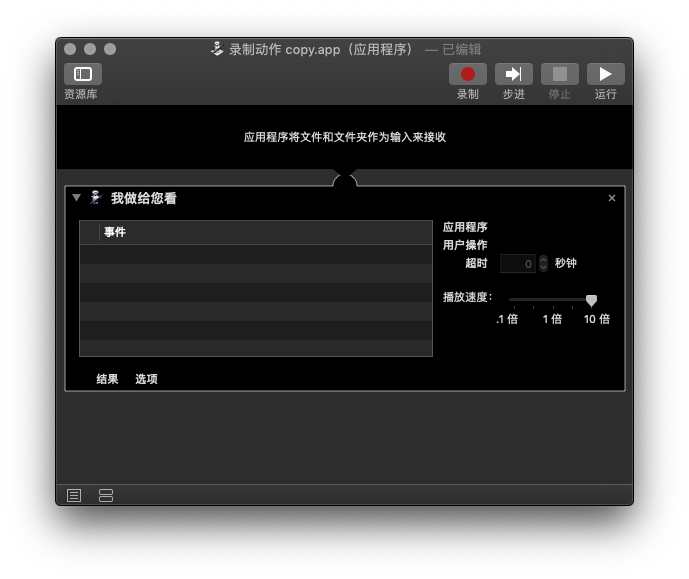 录制动作 copy.app（应用程序） — 已编辑
资源库
录制
步进
停止
运行
应用程序将文件和文件夹作为输入来接收
我做给您看
事件
应用程序
用户操作
超时 0 秒钟
播放速度：
.1 倍 1 倍 10 倍
结果 选项